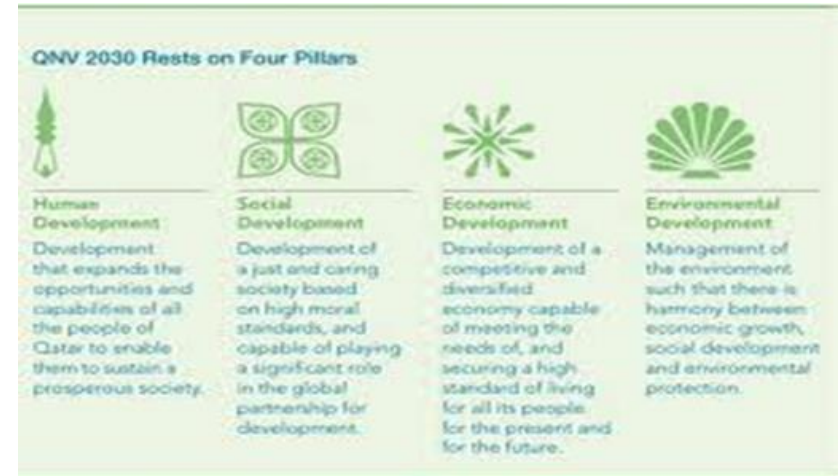 QNV 2030 Rests on Four Pillars
Human
Development
Development
that expands the
opportunities and
capabilities of all
the people of
Qatar to enable
them to sustain a
prosperous society.
Social
Development
Development of
a just and caring
society based
on high moral
standards, and
capable of playing
a significant role
in the global
partnership for
development.
Economic
Development
Development of a
competitive and
diversified
economy capable
of meeting the
needs of, and
securing a high
standard of living
for all its people
for the present and
for the future.
Environmental
Development
Management of
the environment
such that there is
harmony between
economic growth,
social development
and environmental
protection.